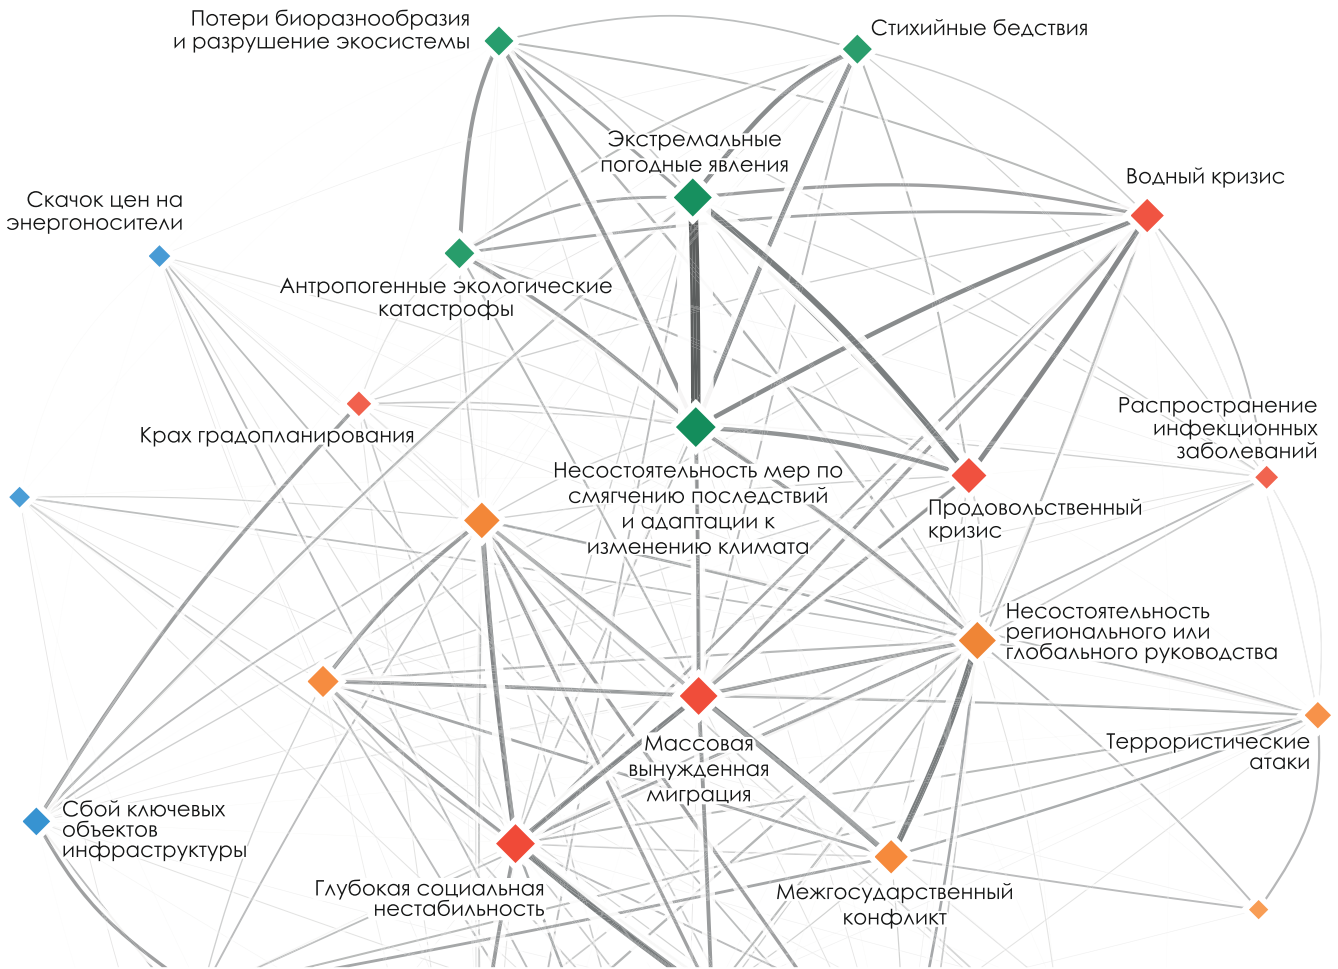 Потери биоразнообразия
и разрушение экосистемы
Стихийные бедствия
Экстремальные
погодные явления
Водный кризис
Скачок цен на
энергоносители
Антропогенные экологические
катастрофы
Крах градопланирования
Распространение
инфекционных
заболеваний
Несостоятельность мер по
смягчению последствий
и адаптации к
изменению климата
Продовольственный
кризис
Несостоятельность
регионального или
глобального руководства
Массовая
вынужденная
миграция
Террористические
атаки
Сбой ключевых
объектов
инфраструктуры
Глубокая социальная
нестабильность
Межгосударственный
конфликт